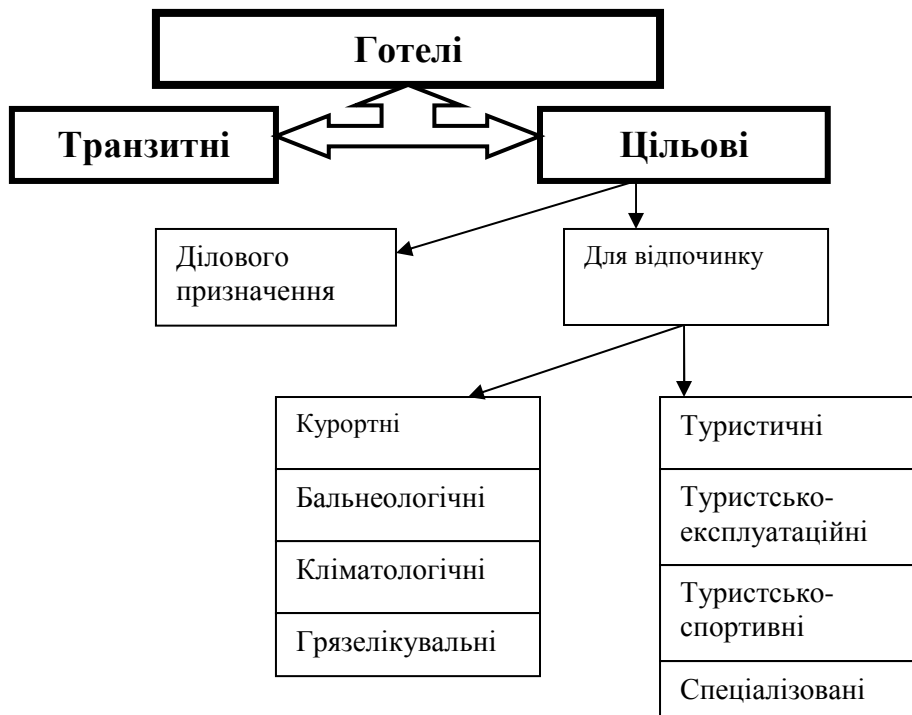 Готелі
Транзитні
Цільові
Ділового
призначення
Для відпочинку
Курортні
Бальнеологічні
Кліматологічні
Грязелікувальні
Туристичні
Туристсько-
експлуатаційні
Туристсько-
спортивні
Спеціалізовані